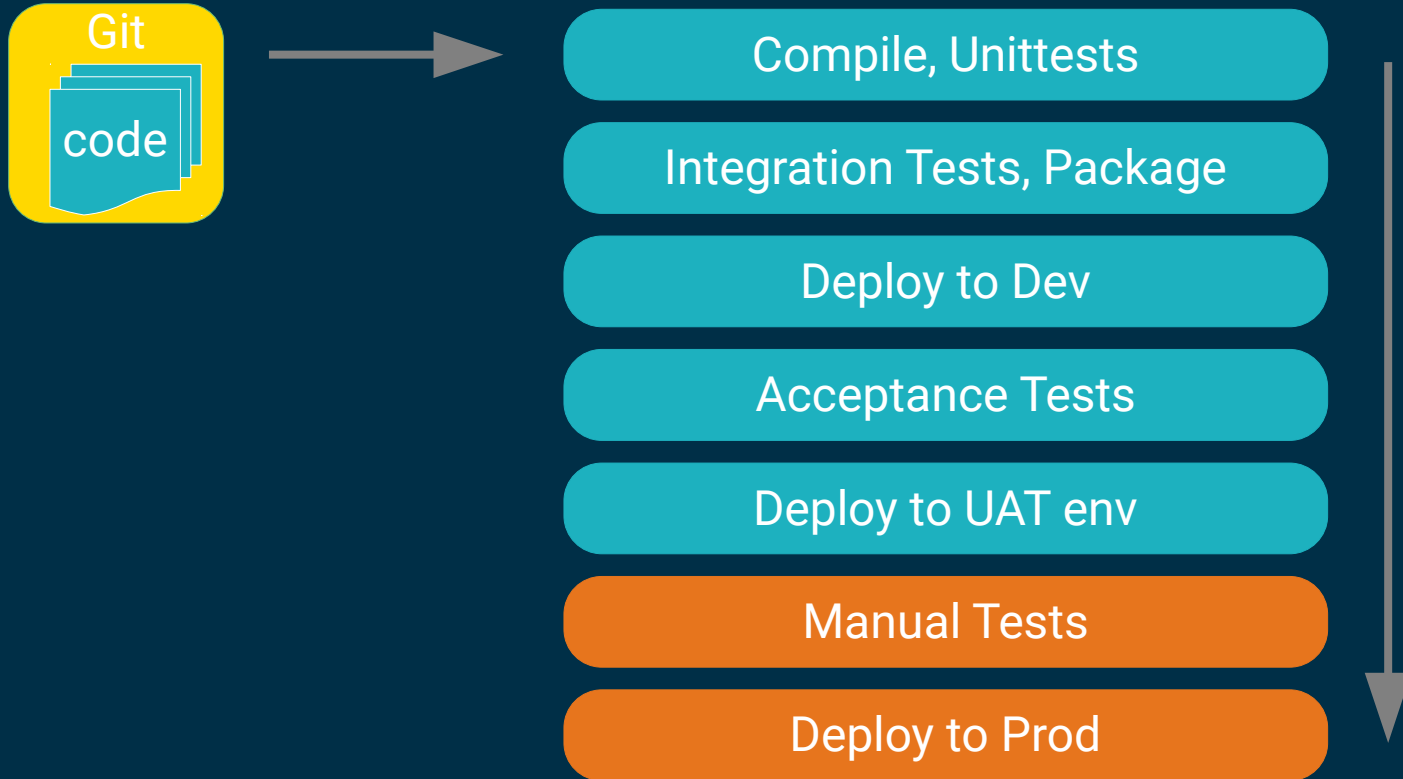 Git
code
Compile, Unittests
Integration Tests, Package
Deploy to Dev
Acceptance Tests
Deploy to UAT env
Manual Tests
Deploy to Prod